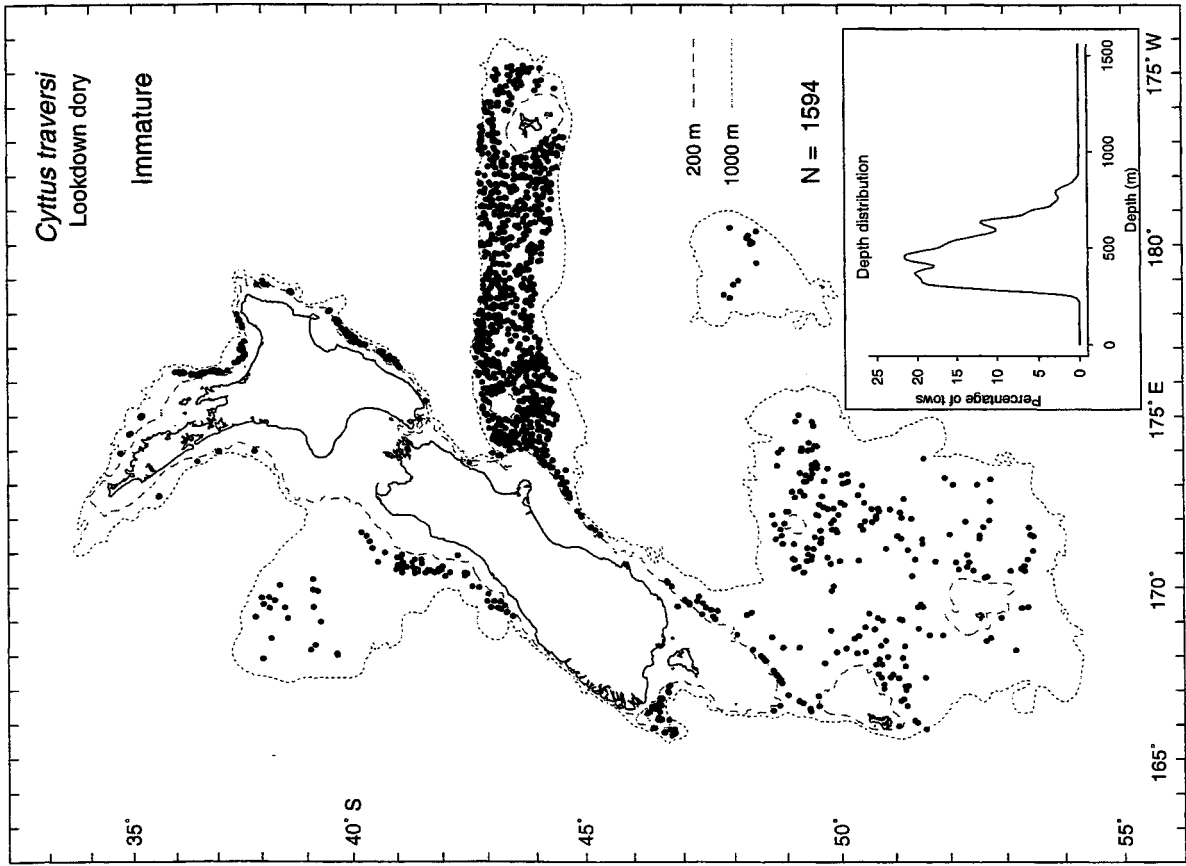 Cyttus traversi
Lookdown dory
Immature
35°
40° S
45°
50°
55°
165°
170°
175° E
180°
175° W
200 m
1000 m
N = 1594
Depth distribution
Percentage of tows
25
20
15
10
5
0
0
500
1000
1500
Depth (m)